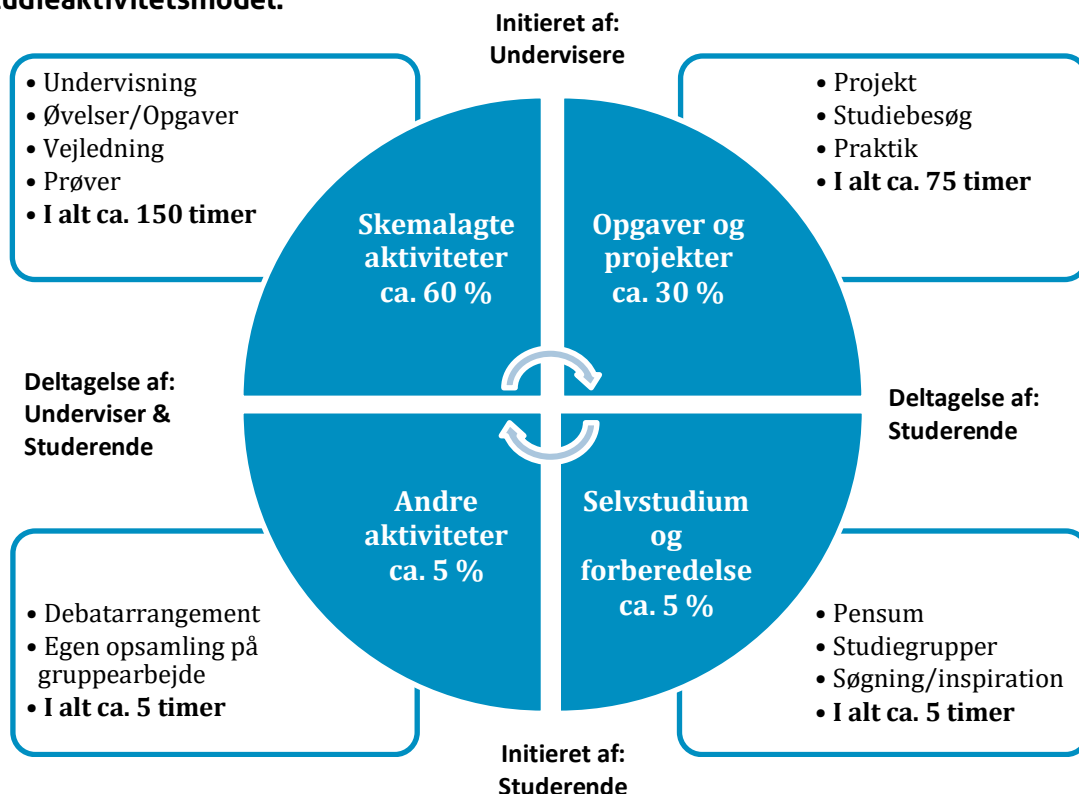 Initieret af:
Undervisere
• Undervisning
• Øvelser/Opgaver
• Vejledning
• Prøver
• I alt ca. 150 timer
• Projekt
• Studiebesøg
• Praktik
• I alt ca. 75 timer
Skemalagte
aktiviteter
ca. 60 %
Opgaver og
projekter
ca. 30 %
Deltagelse af:
Underviser &
Studerende
Deltagelse af:
Studerende
Andre
aktiviteter
ca. 5 %
Selvstudium
og
forberedelse
ca. 5 %
• Debatarrangement
• Egen opsamling på
gruppearbejde
• I alt ca. 5 timer
• Pensum
• Studiegrupper
• Søgning/inspiration
• I alt ca. 5 timer
Initieret af:
Studerende